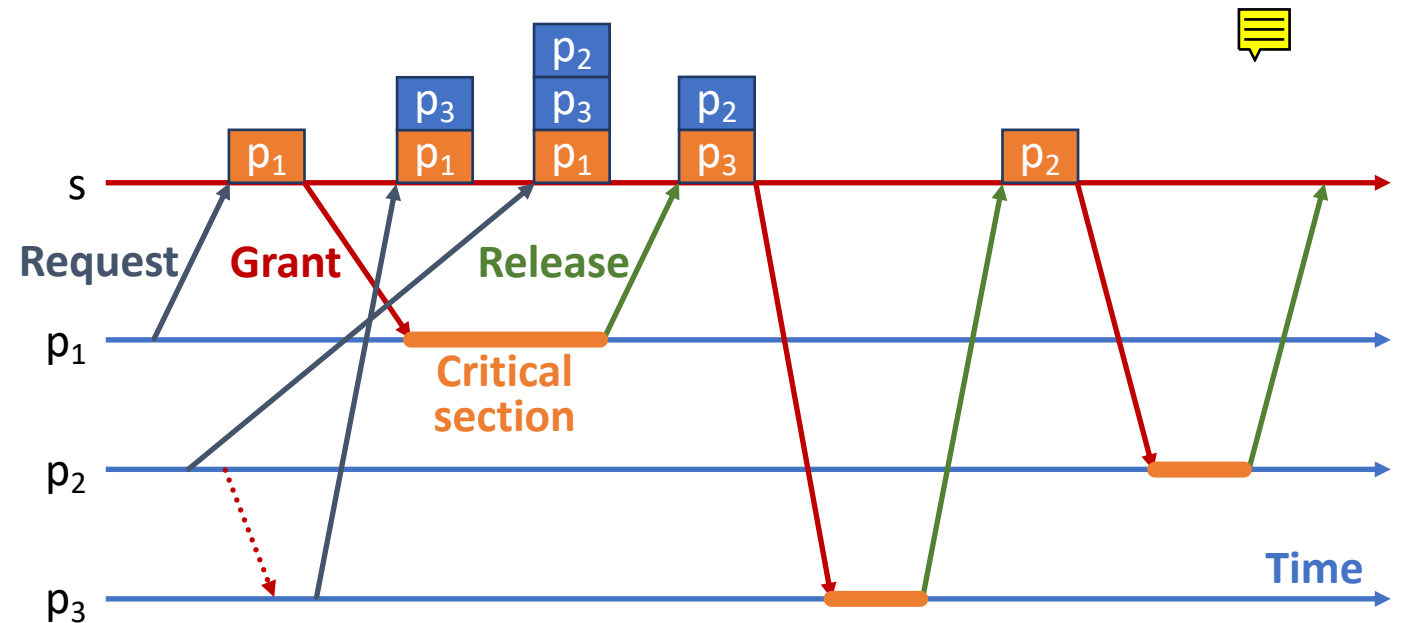 p2
p3 p3 p2
p1 p1 p1 p3 p2
s
Request Grant Release
p1
Critical
section
p2
Time
p3